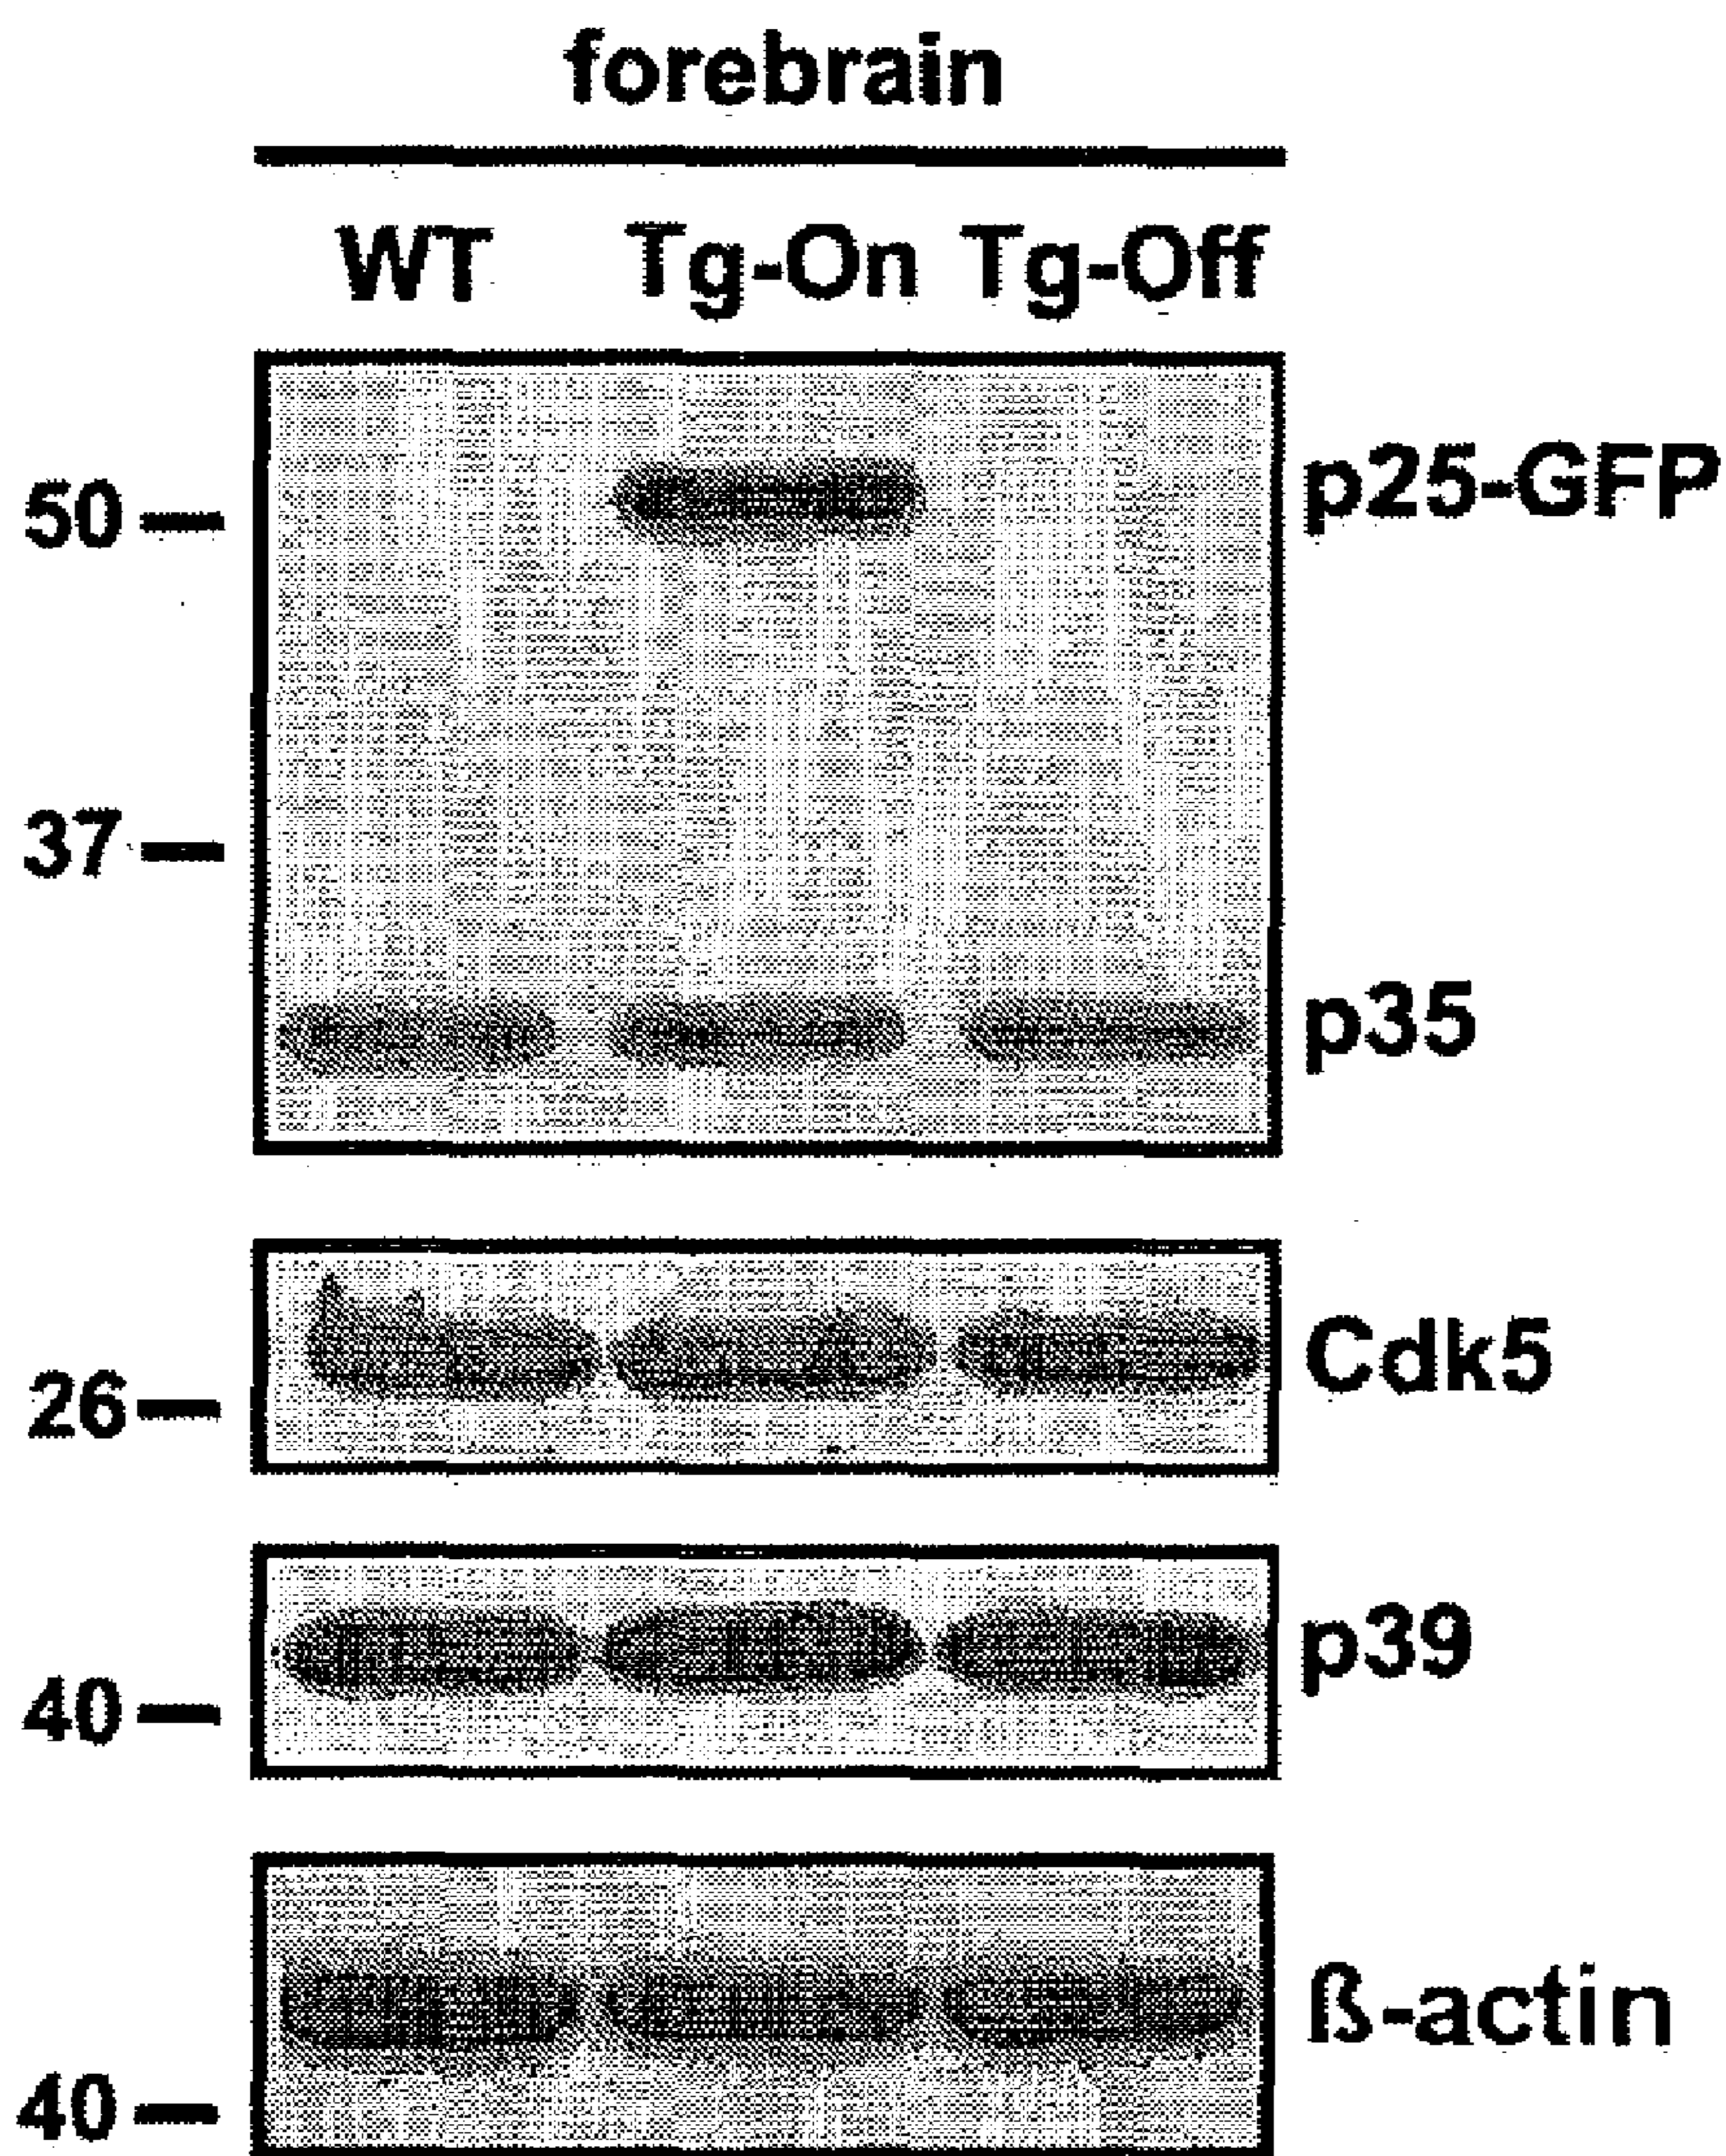 forebrain
WT Tg-On Tg-Off
p25-GFP
50
37
p35
Cdk5
26
p39
40
ß-actin
40